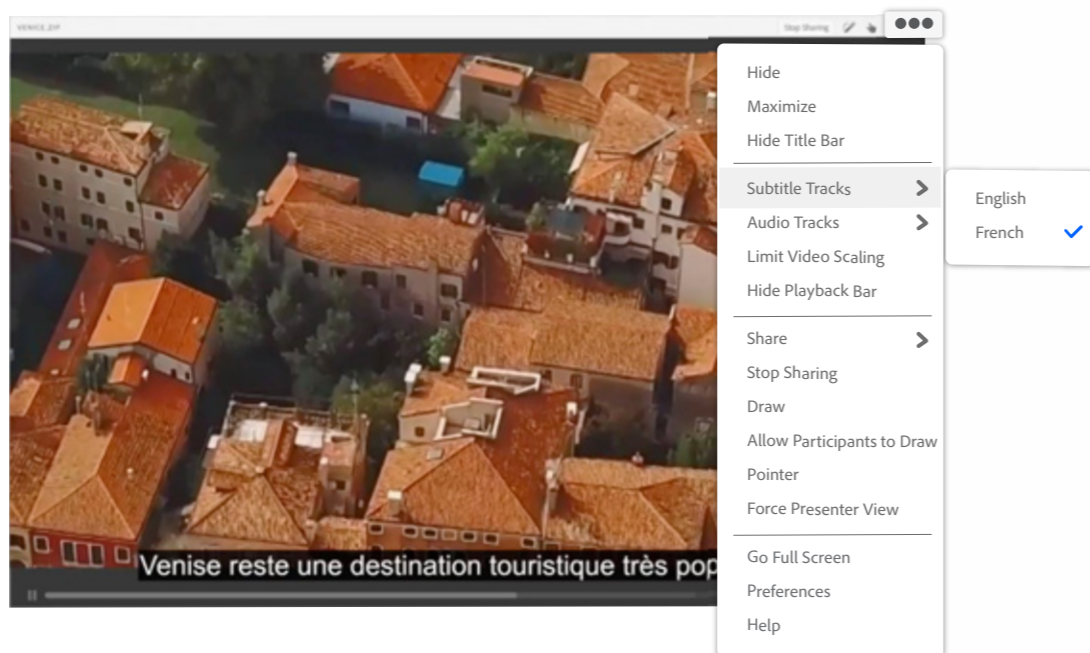 VENICE.ZIP
Stop Sharing
Hide
Maximize
Hide Title Bar
Subtitle Tracks
English
Audio Tracks
French
Limit Video Scaling
Hide Playback Bar
Share
Stop Sharing
Draw
Allow Participants to Draw
Pointer
Force Presenter View
Go Full Screen
Venise reste une destination touristique très pop
Preferences
Help